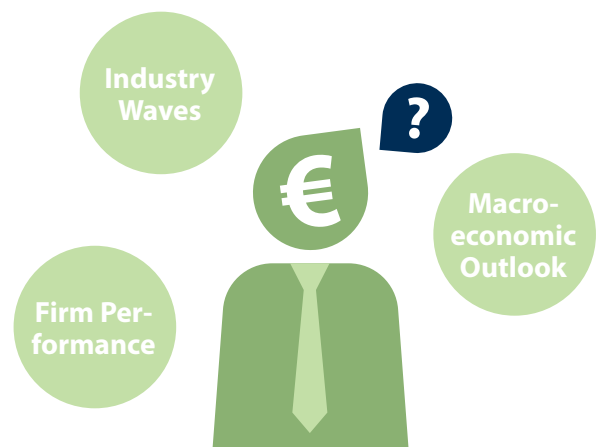 Industry
Waves
?
€
Macro-
economic
Outlook
Firm Per-
formance